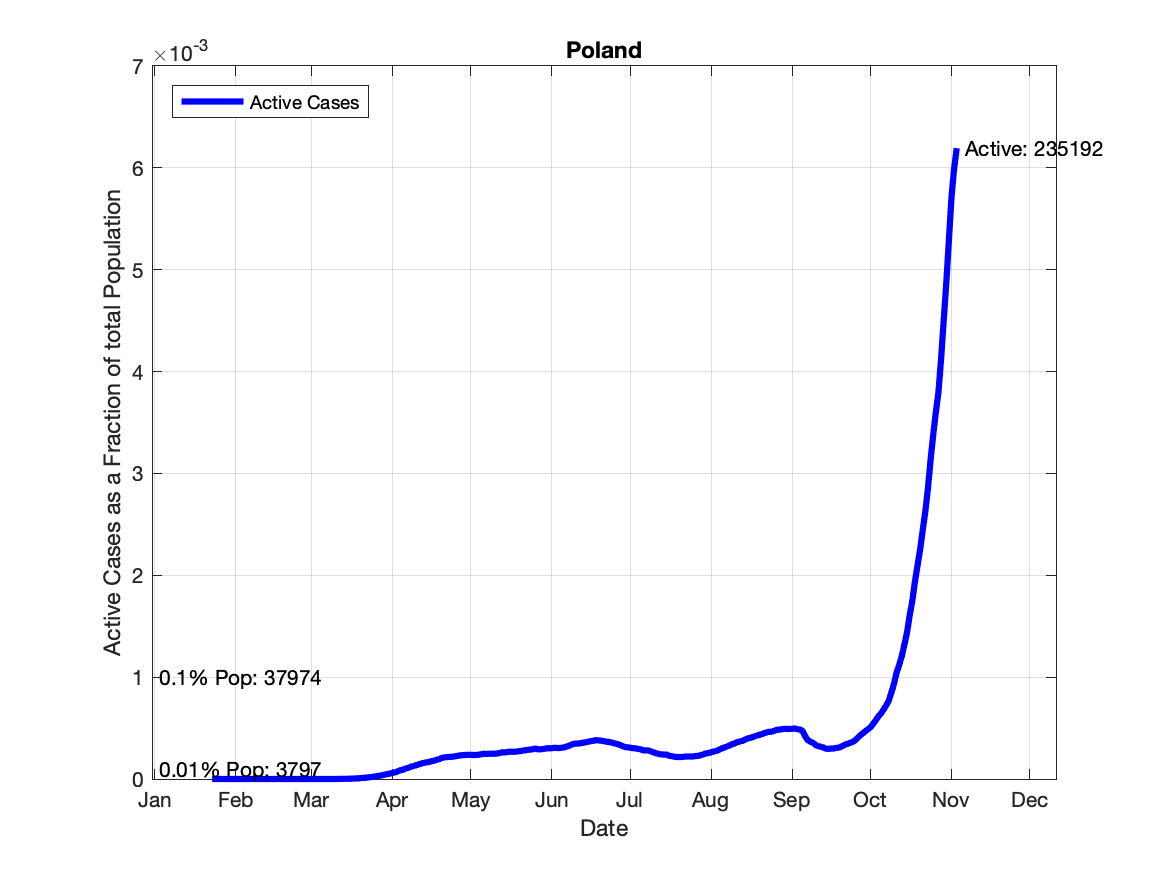 Poland
×10-3
7
6
5
4
3
2
1
0
Active Cases
Active: 235192
0.1% Pop: 37974
0.01% Pop: 3797
Active Cases as a Fraction of total Population
Jan Feb Mar Apr May Jun Jul Aug Sep Oct Nov Dec
Date